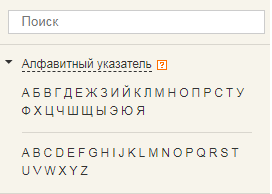 Поиск
Алфавитный указатель ?
А Б В Г Д Е Ж З И Й К Л М Н О П Р С Т У
Ф Х Ц Ч Ш Щ Ы Э Ю Я
A B C D E F G H I J K L M N O P Q R S T
U V W X Y Z